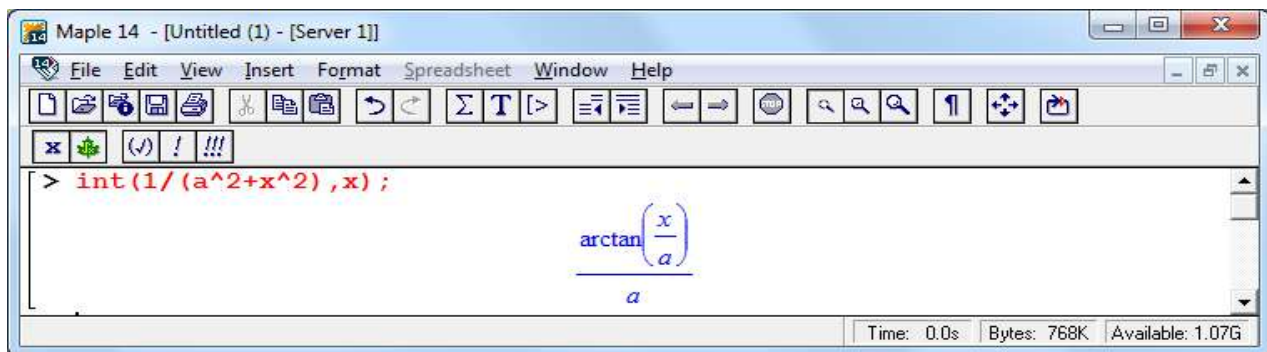 Maple 14 - [Untitled (1) - [Server 1]]
File Edit View Insert Format Spreadsheet Window Help
Σ T [>  ¶
x (√) ! !!!
[> int(1/(a^2+x^2),x);
arctan(x/a)
a
Time: 0.0s Bytes: 768K Available: 1.07G